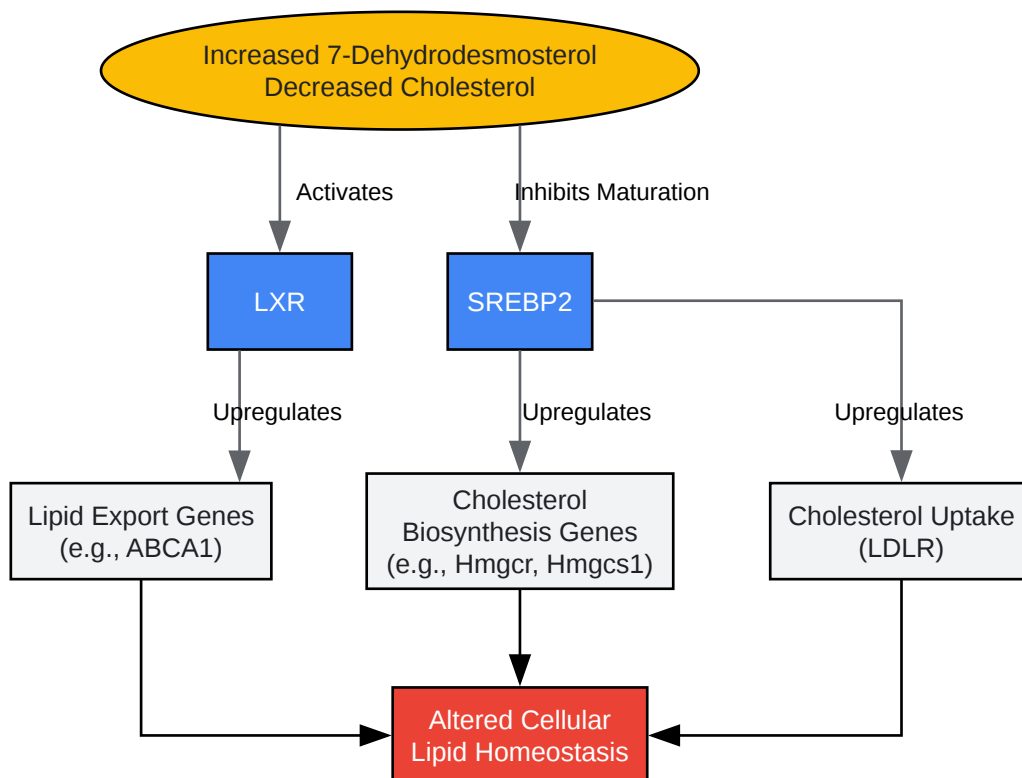 Increased 7-Dehydrodesmosterol
Decreased Cholesterol
Activates
Inhibits Maturation
LXR
SREBP2
Upregulates
Upregulates
Upregulates
Lipid Export Genes
(e.g., ABCA1)
Cholesterol
Biosynthesis Genes
(e.g., Hmgcr, Hmgcs1)
Cholesterol Uptake
(LDLR)
Altered Cellular
Lipid Homeostasis